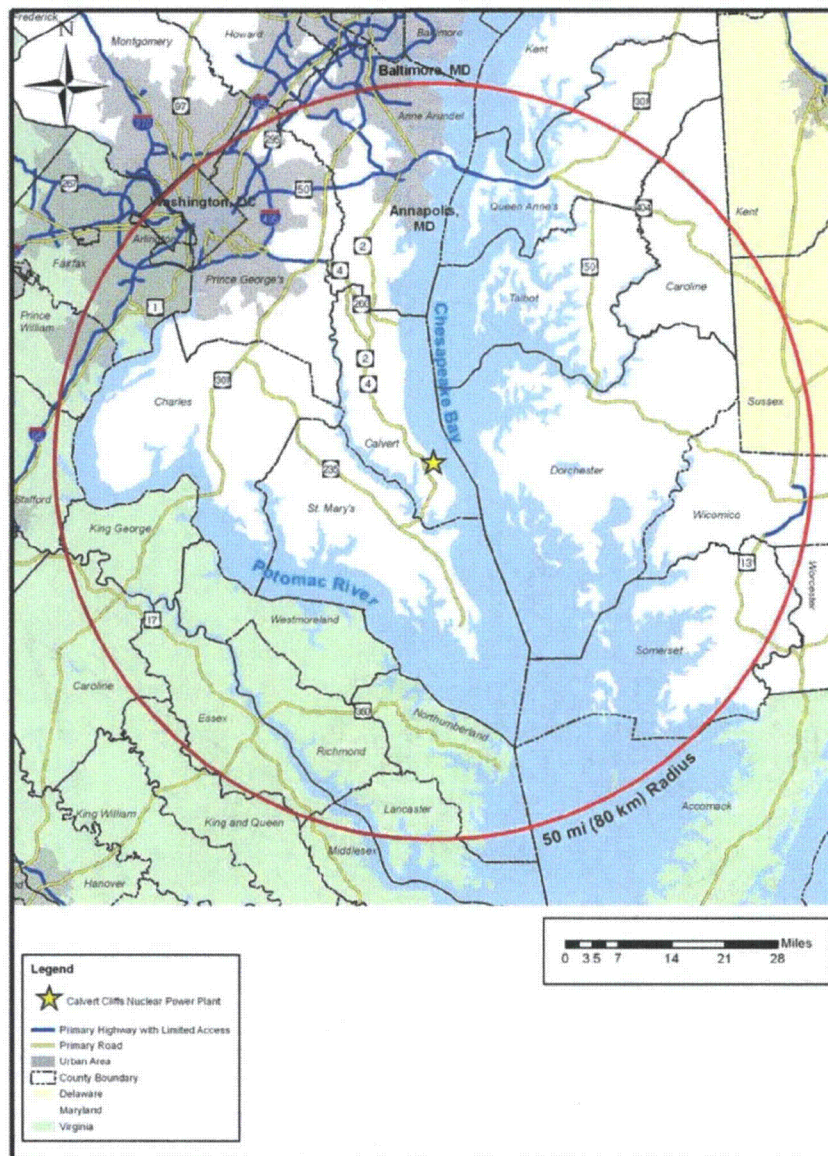 Frederick
N
Montgomery
Howard
Baltimore
Kent
Baltimore, MD
97
301
Anne Arundel
295
267
50
Washington, DC
Queen Anne's
404
Annapolis,
MD
Kent
Arlington
2
Fairfax
Prince George's
4
50
Talbot
Caroline
Prince
William
1
260
Chesapeake Bay
2
4
301
Charles
Sussex
Calvert
235
Dorchester
Stafford
St. Mary's
Wicomico
King George
13
Worcester
Potomac River
17
Westmoreland
Somerset
Caroline
Essex
360
Northumberland
Richmond
50 mi (80 km) Radius
Lancaster
Accomack
King William
King and Queen
Middlesex
Hanover
Miles
0 3.5 7 14 21 28
Legend
Calvert Cliffs Nuclear Power Plant
Primary Highway with Limited Access
Primary Road
Urban Area
County Boundary
Delaware
Maryland
Virginia